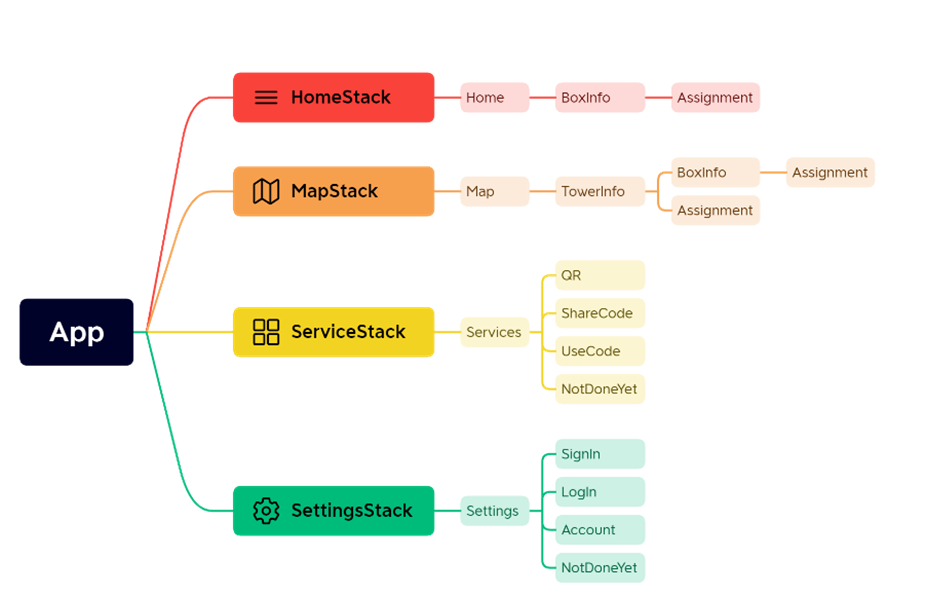 App
HomeStack
Home
BoxInfo
Assignment
MapStack
Map
TowerInfo
BoxInfo
Assignment
Assignment
ServiceStack
Services
QR
ShareCode
UseCode
NotDoneYet
SettingsStack
Settings
SignIn
LogIn
Account
NotDoneYet